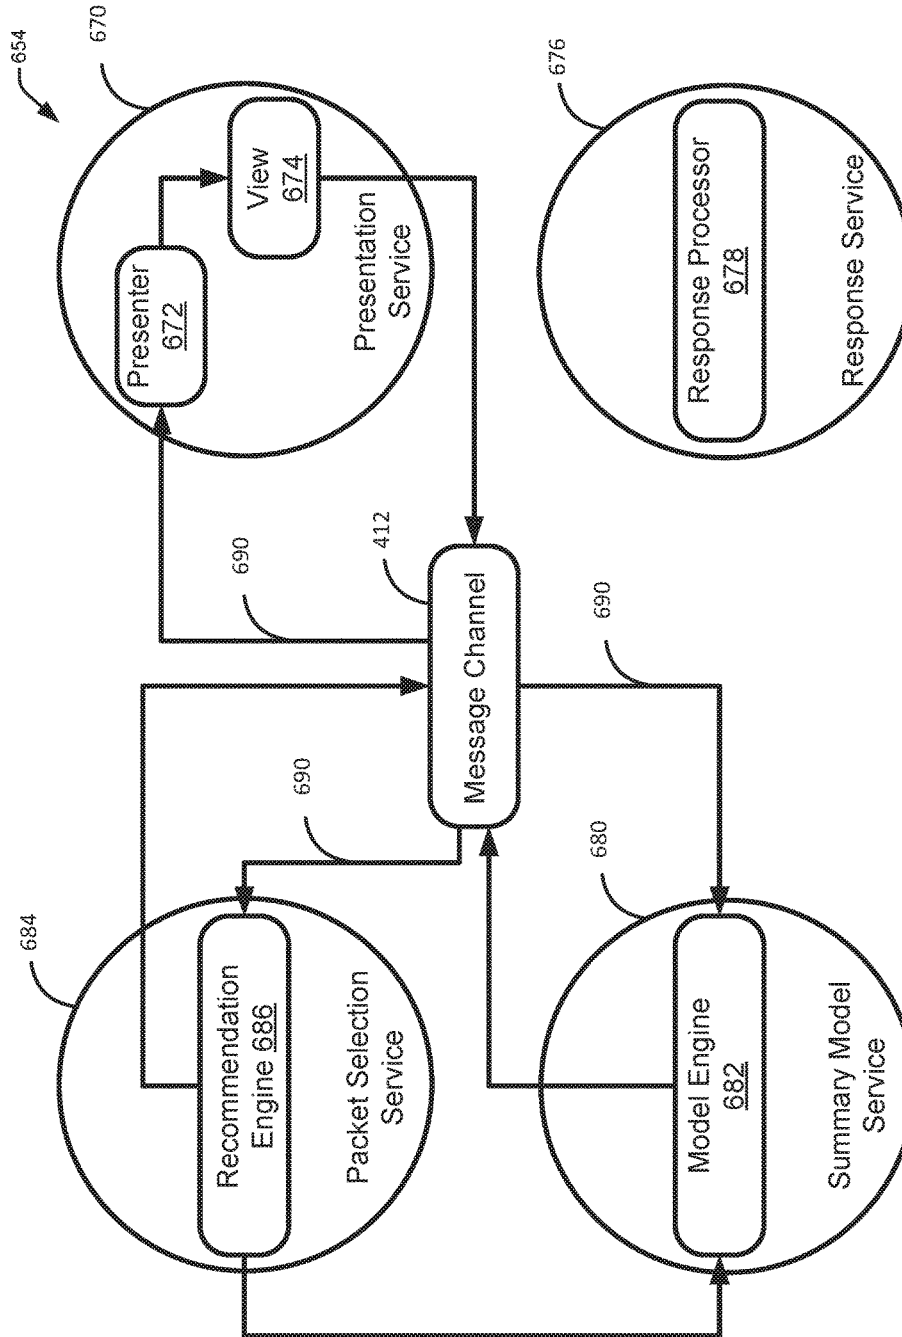 654
684
670
Recommendation
Engine 686
Packet Selection
Service
Presenter
672
View
674
Presentation
Service
690
690
412
Message Channel
680
690
676
Model Engine
682
Summary Model
Service
Response Processor
678
Response Service